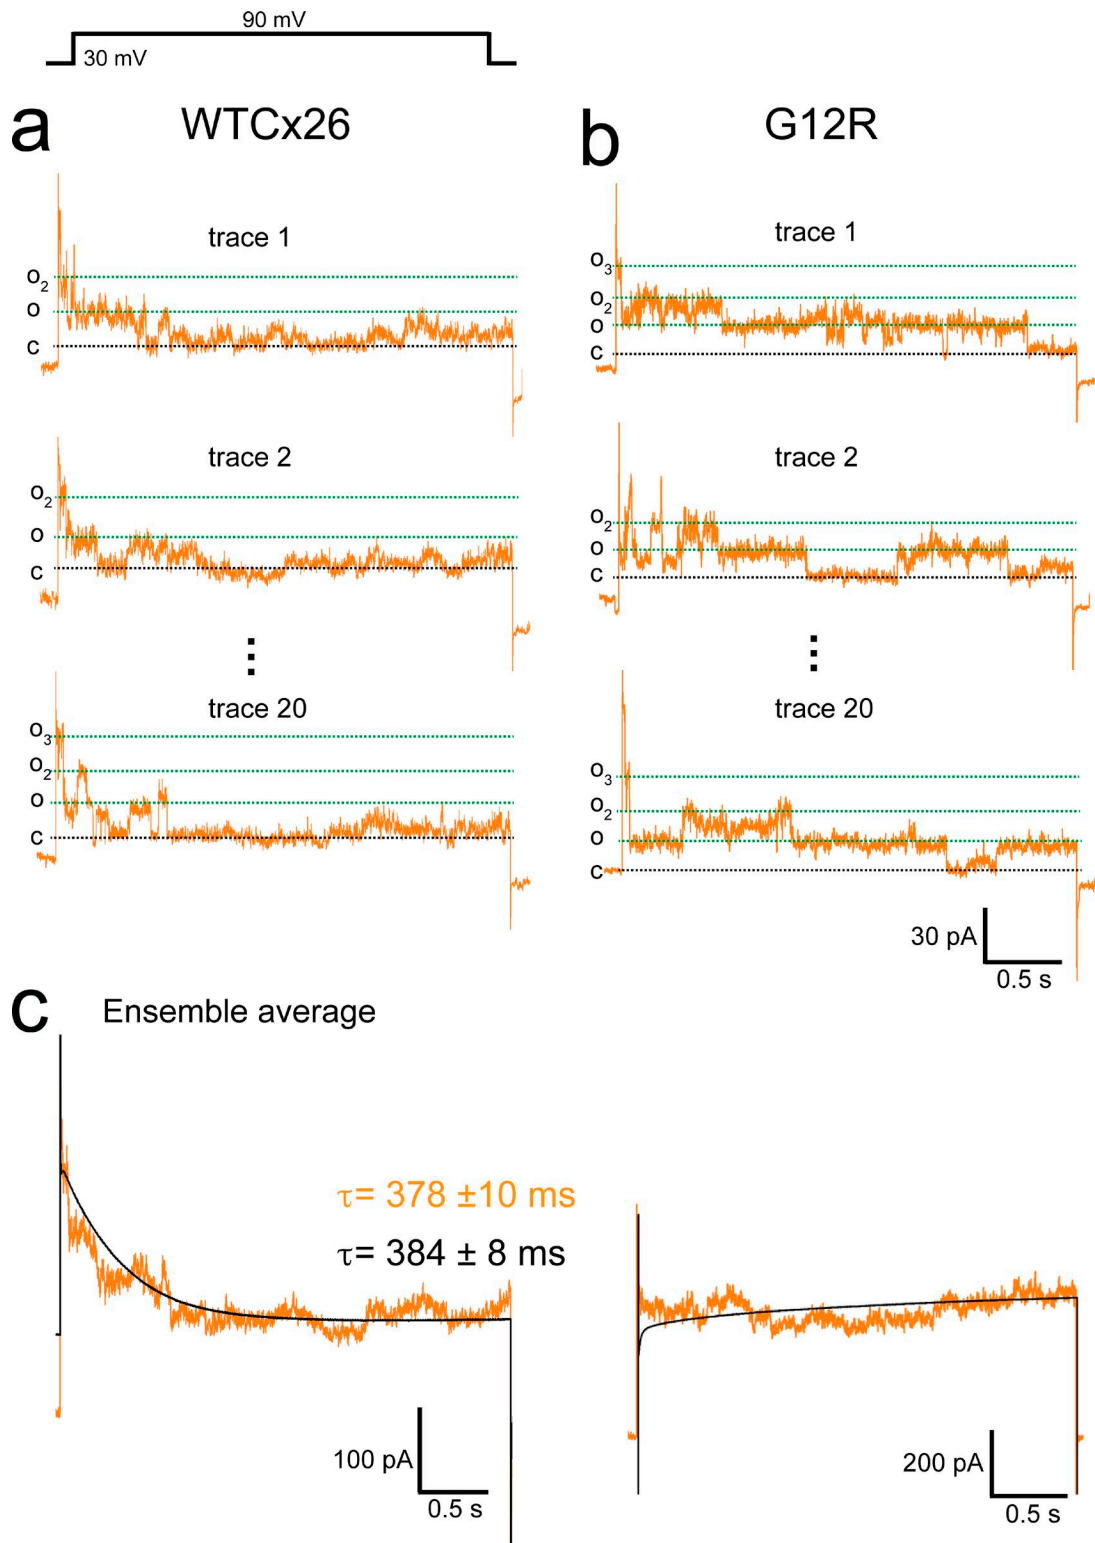 90 mV
30 mV
a WTCx26
b G12R
trace 1
o2
o
c
trace 1
o3
o2
o
c
trace 2
o2
o
c
trace 2
o2
o
c
trace 20
o3
o2
o
c
trace 20
o3
o2
o
c
30 pA
0.5 s
c Ensemble average
τ= 378 ±10 ms
τ= 384 ± 8 ms
100 pA
0.5 s
200 pA
0.5 s